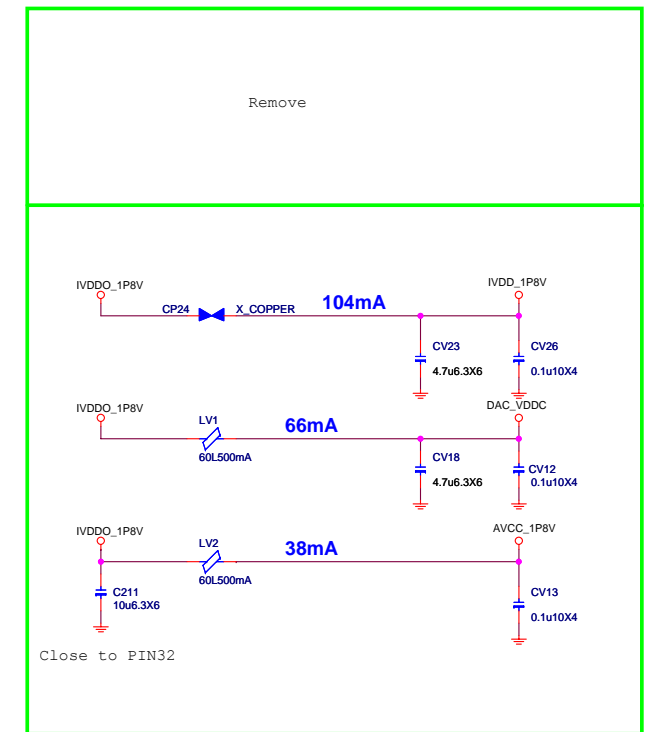 Remove
IVDDO_1P8V
IVDD_1P8V
CP24
X_COPPER
104mA
CV23
4.7u6.3X6
CV26
0.1u10X4
IVDDO_1P8V
DAC_VDDC
LV1
66mA
60L500mA
CV18
4.7u6.3X6
CV12
0.1u10X4
IVDDO_1P8V
AVCC_1P8V
LV2
38mA
60L500mA
C211
10u6.3X6
CV13
0.1u10X4
Close to PIN32